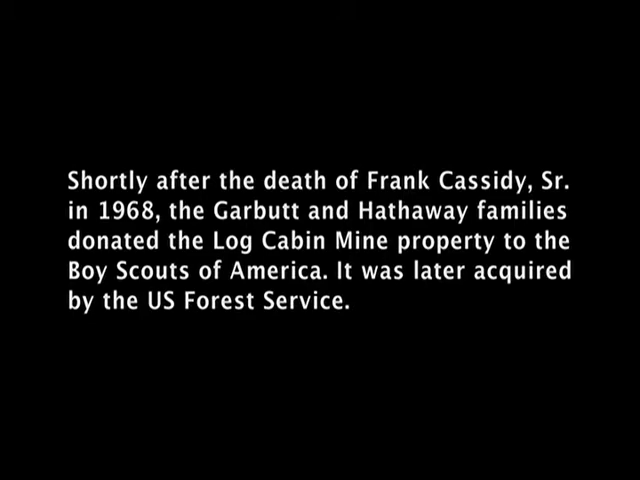 Shortly after the death of Frank Cassidy, Sr.
in 1968, the Garbutt and Hathaway families
donated the Log Cabin Mine property to the
Boy Scouts of America. It was later acquired
by the US Forest Service.